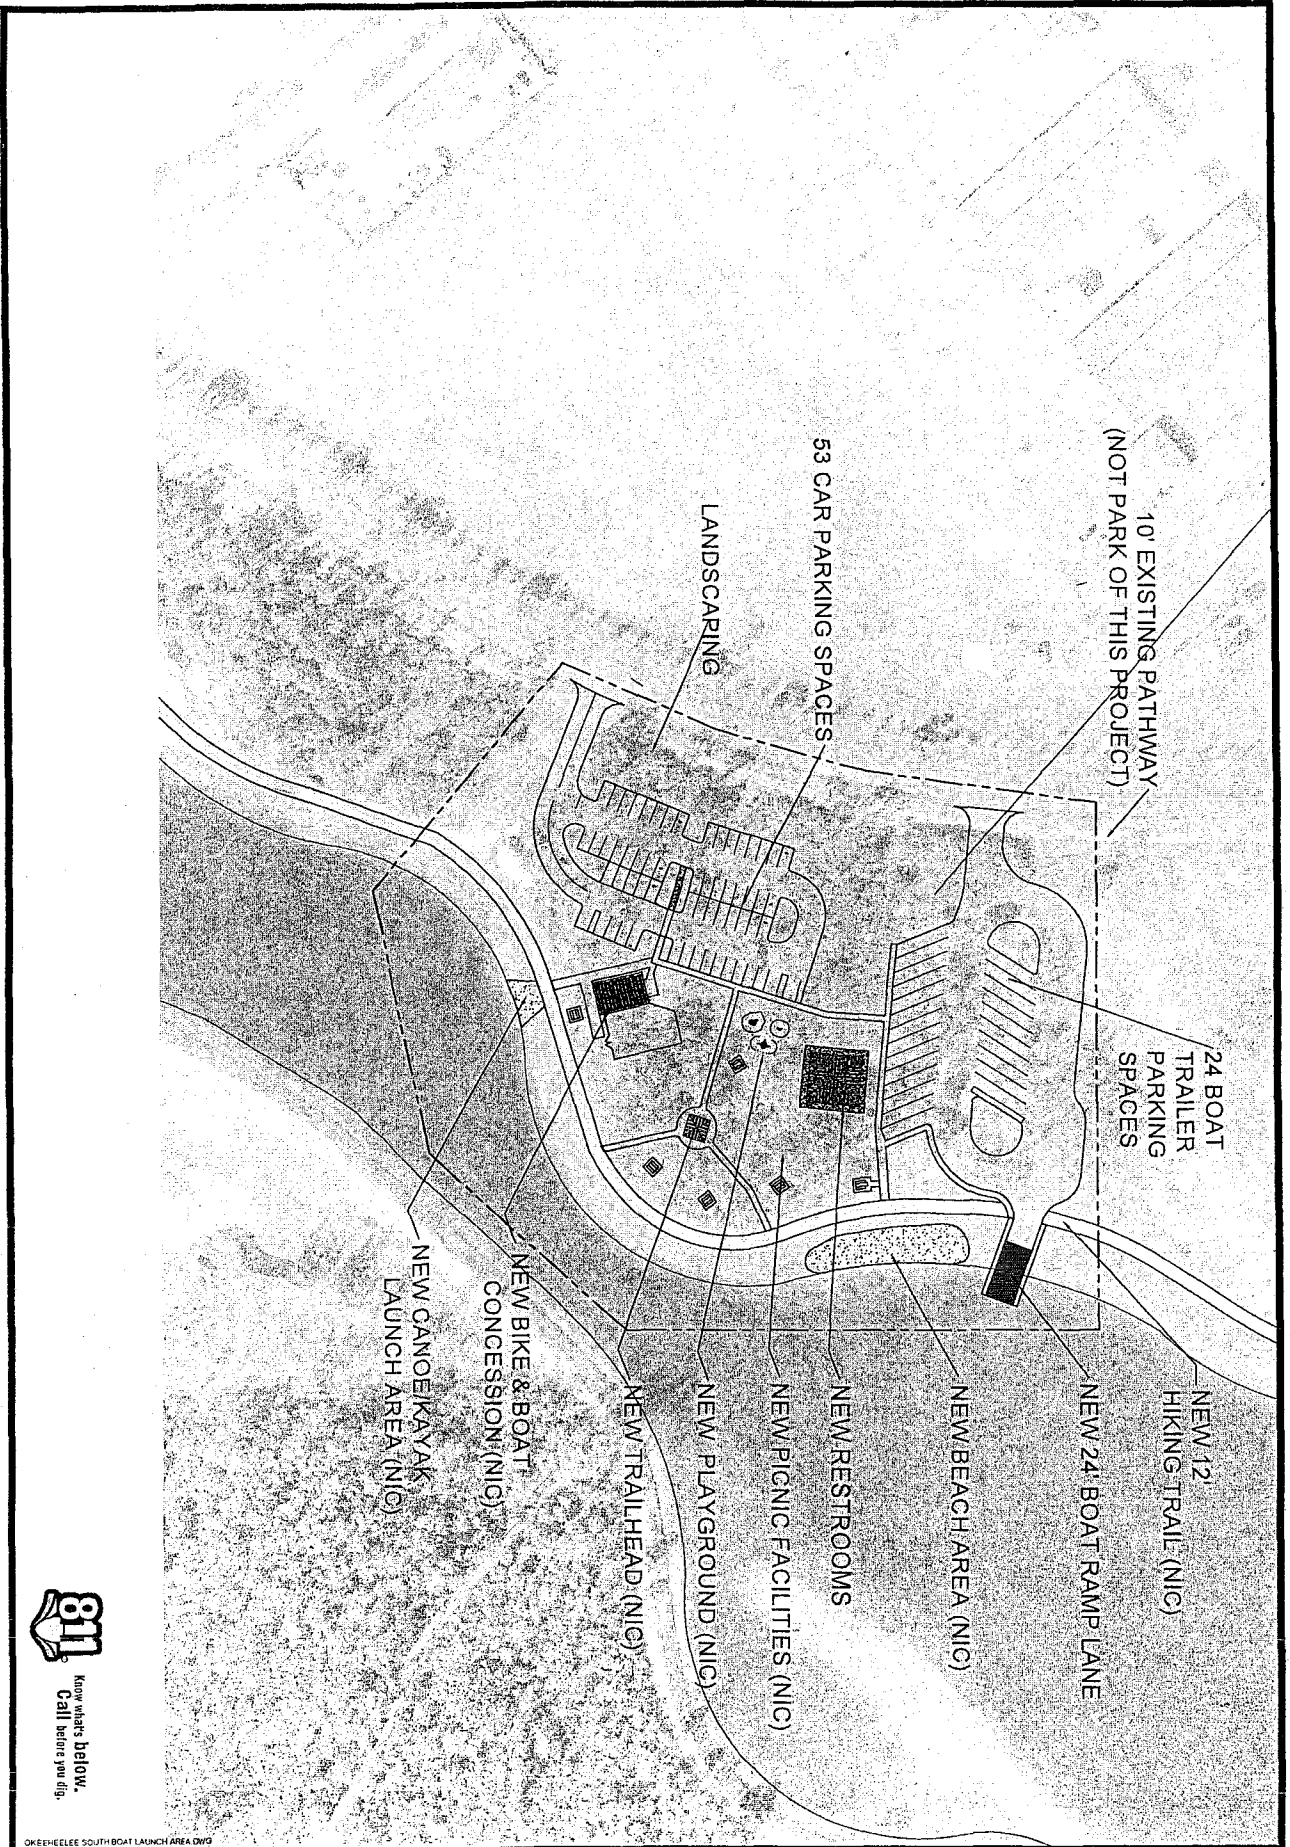 10' EXISTING PATHWAY
(NOT PARK OF THIS PROJECT)
24 BOAT
TRAILER
PARKING
SPACES
NEW 12'
HIKING TRAIL (NIC)
NEW 24' BOAT RAMP LANE
NEW BEACH AREA (NIC)
53 CAR PARKING SPACES
NEW RESTROOMS
NEW PICNIC FACILITIES (NIC)
LANDSCAPING
NEW PLAYGROUND (NIC)
NEW TRAILHEAD (NIC)
NEW BIKE & BOAT
CONCESSION (NIC)
NEW CANOE/KAYAK
LAUNCH AREA (NIC)
811
Know what's below.
Call before you dig.
OKEEHEELEE SOUTH BOAT LAUNCH AREA.DWG